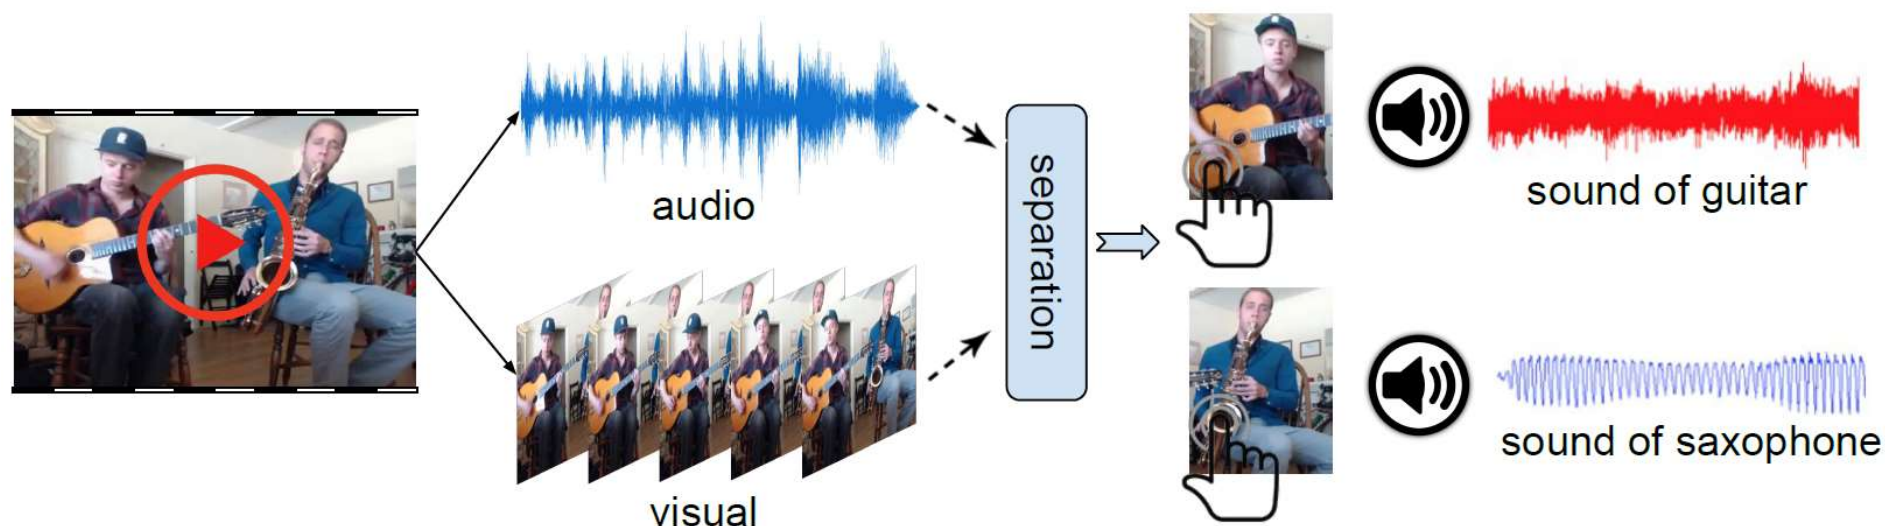 audio
visual
separation
sound of guitar
sound of saxophone